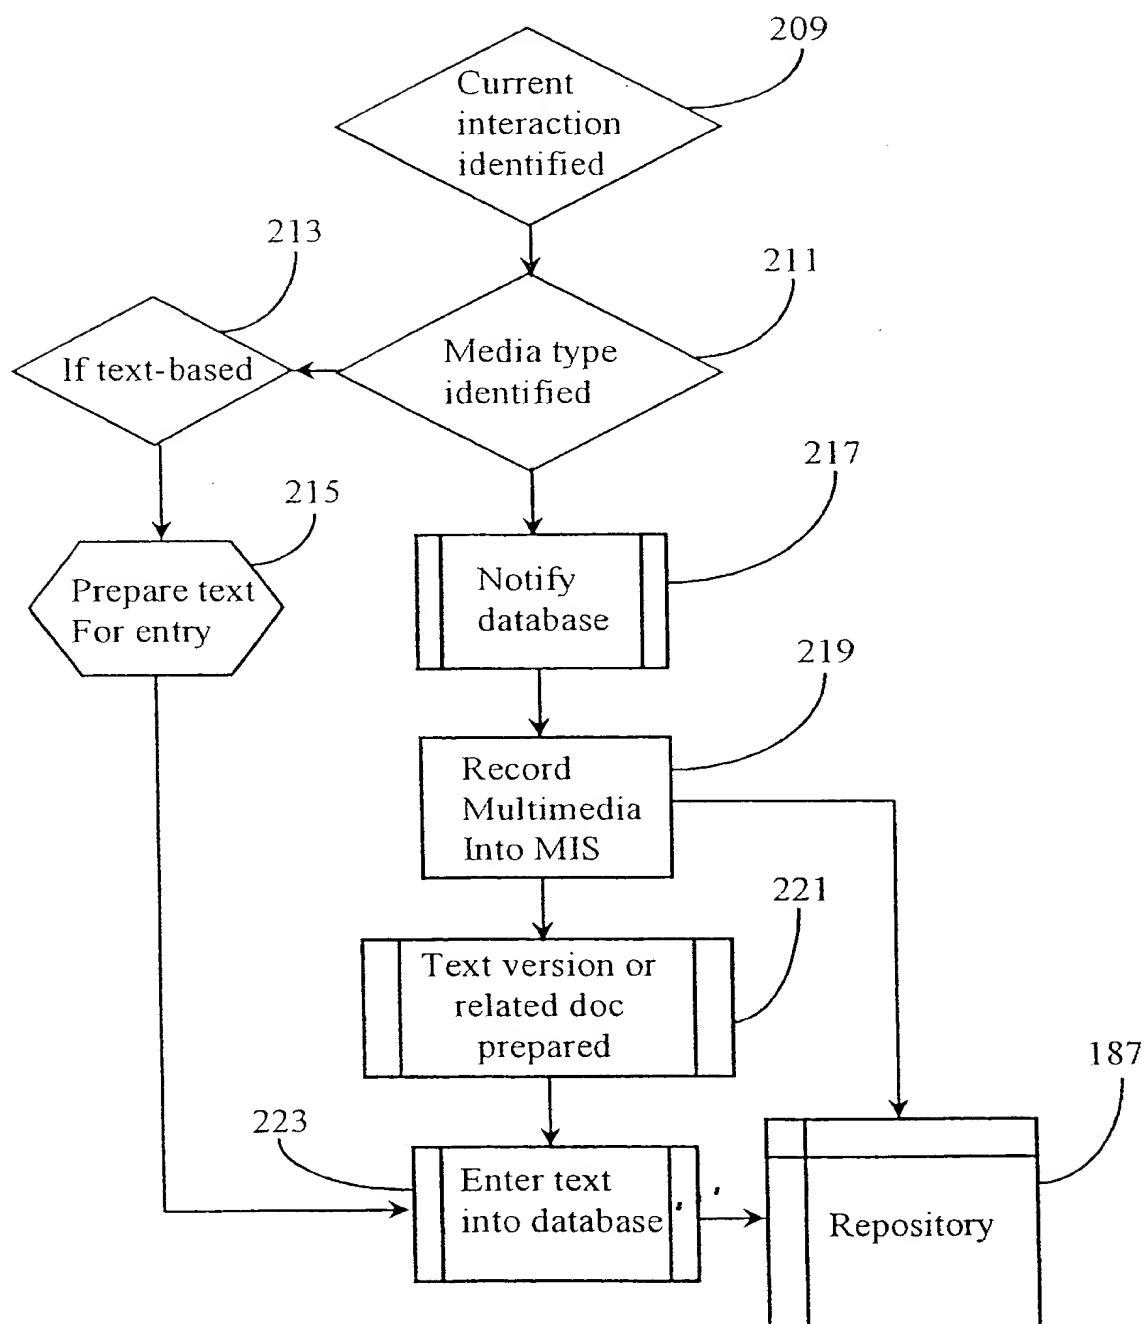 209
Current
interaction
identified
213
211
If text-based
Media type
identified
217
215
Prepare text
For entry
Notify
database
219
Record
Multimedia
Into MIS
221
Text version or
related doc
prepared
187
223
Enter text
into database
Repository